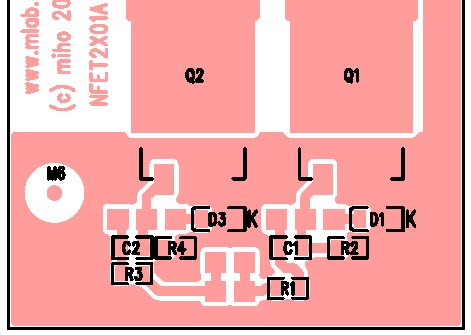 www.mlab.
(c) miho 20
NFET2X01A
Q2
Q1
M6
D3
K
D1
K
C2
R4
C1
R2
R3
R1